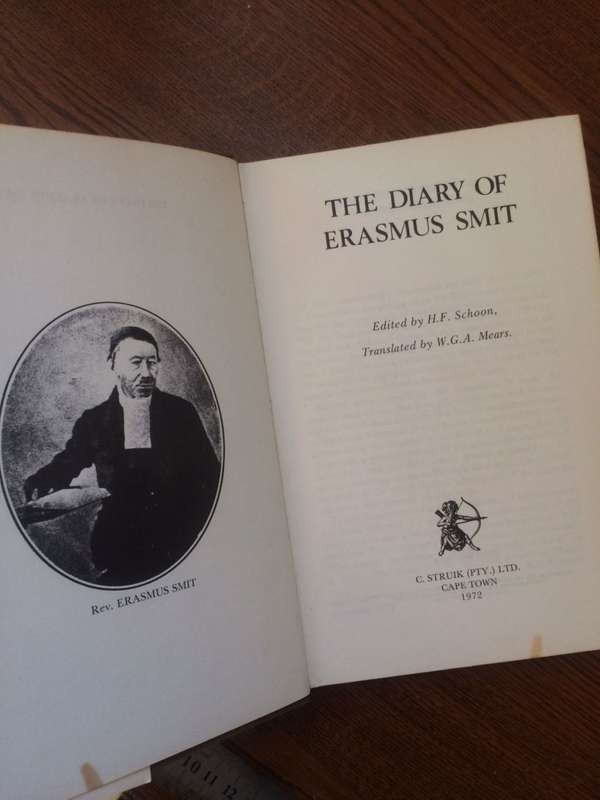 Rev. ERASMUS SMIT
THE DIARY OF
ERASMUS SMIT
Edited by H.F. Schoon,
Translated by W.G.A. Mears.
C. STRUIK (PTY.) LTD.
CAPE TOWN
1972
10 11 12